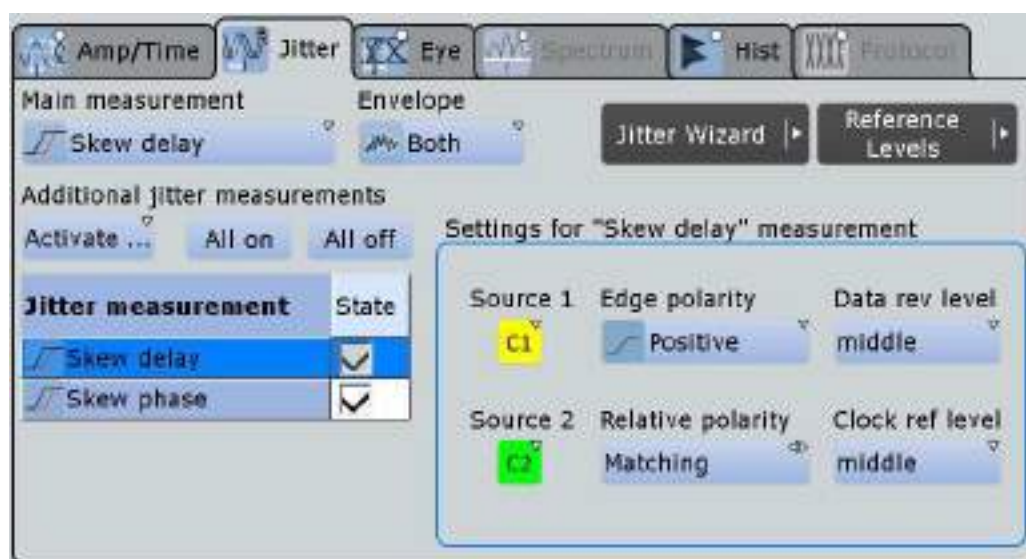 Amp/Time Jitter Eye Spectrum Hist Protocol
Main measurement Envelope
Skew delay Both Jitter Wizard Reference Levels
Additional jitter measurements
Activate ... All on All off Settings for "Skew delay" measurement
Jitter measurement State
Source 1 Edge polarity Data rev level
C1 Positive middle
Skew delay
Skew phase
Source 2 Relative polarity Clock ref level
C2 Matching middle